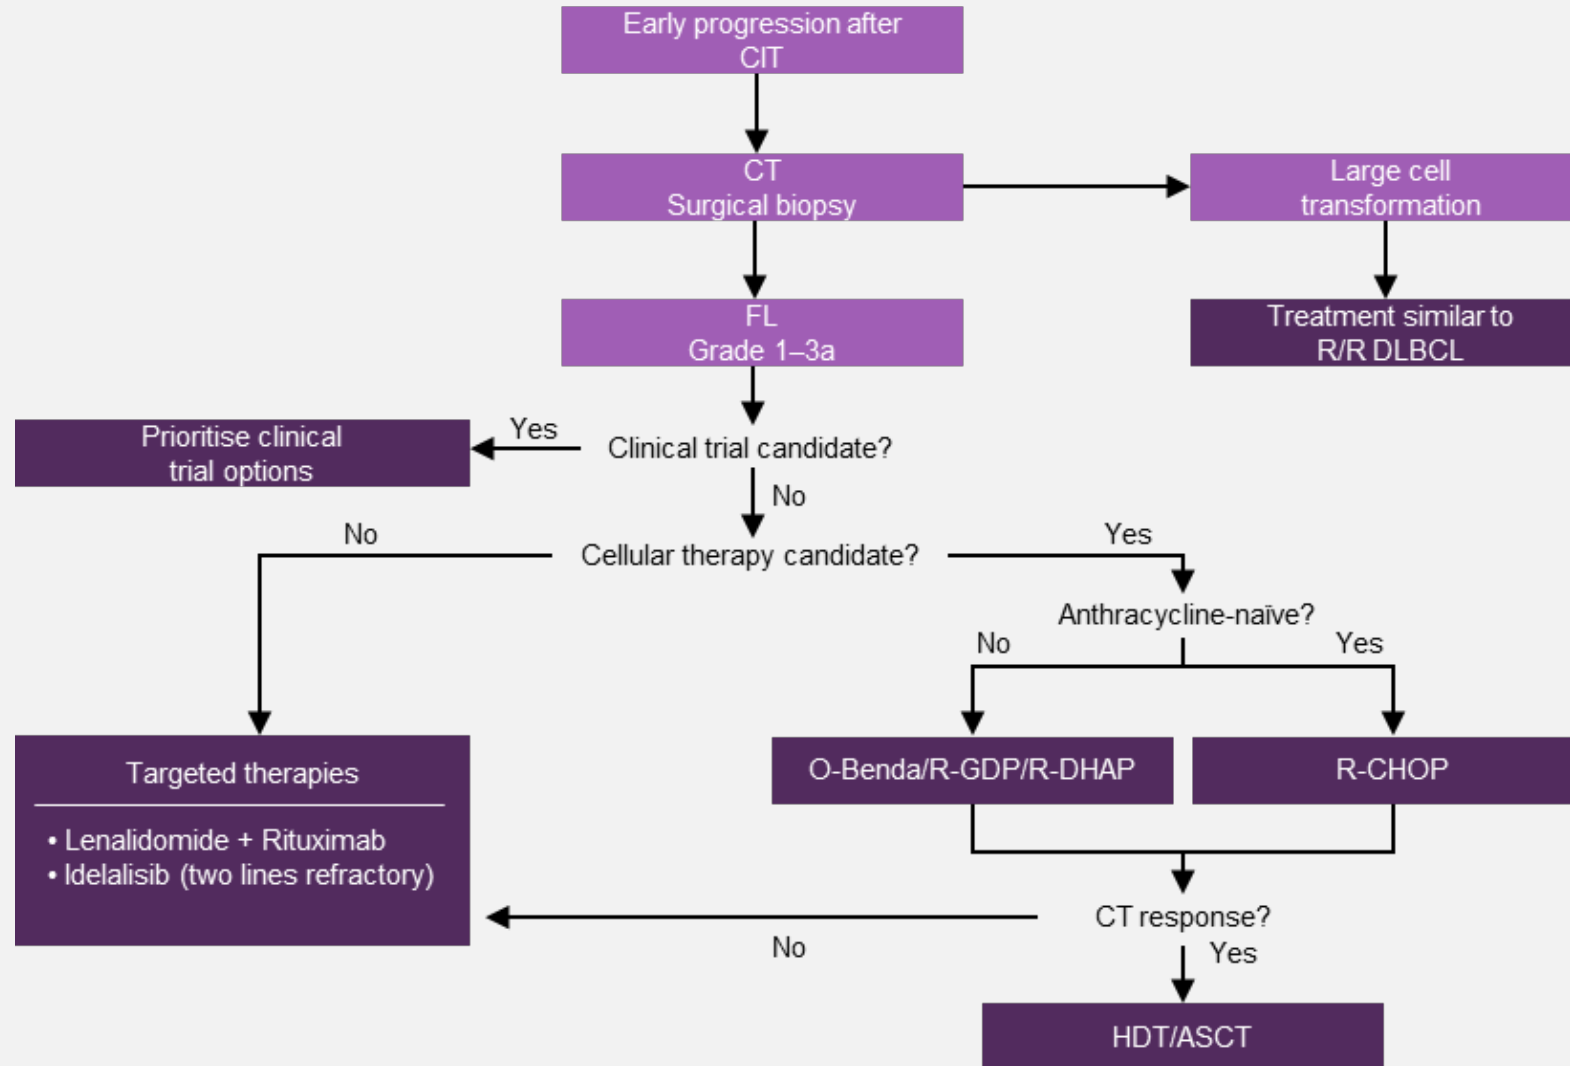 Early progression after
CIT
CT
Surgical biopsy
Large cell
transformation
FL
Grade 1–3a
Treatment similar to
R/R DLBCL
Prioritise clinical
trial options
Yes
Clinical trial candidate?
No
No
Cellular therapy candidate?
Yes
Anthracycline-naïve?
No
Yes
Targeted therapies
• Lenalidomide + Rituximab
• Idelalisib (two lines refractory)
O-Benda/R-GDP/R-DHAP
R-CHOP
CT response?
No
Yes
HDT/ASCT